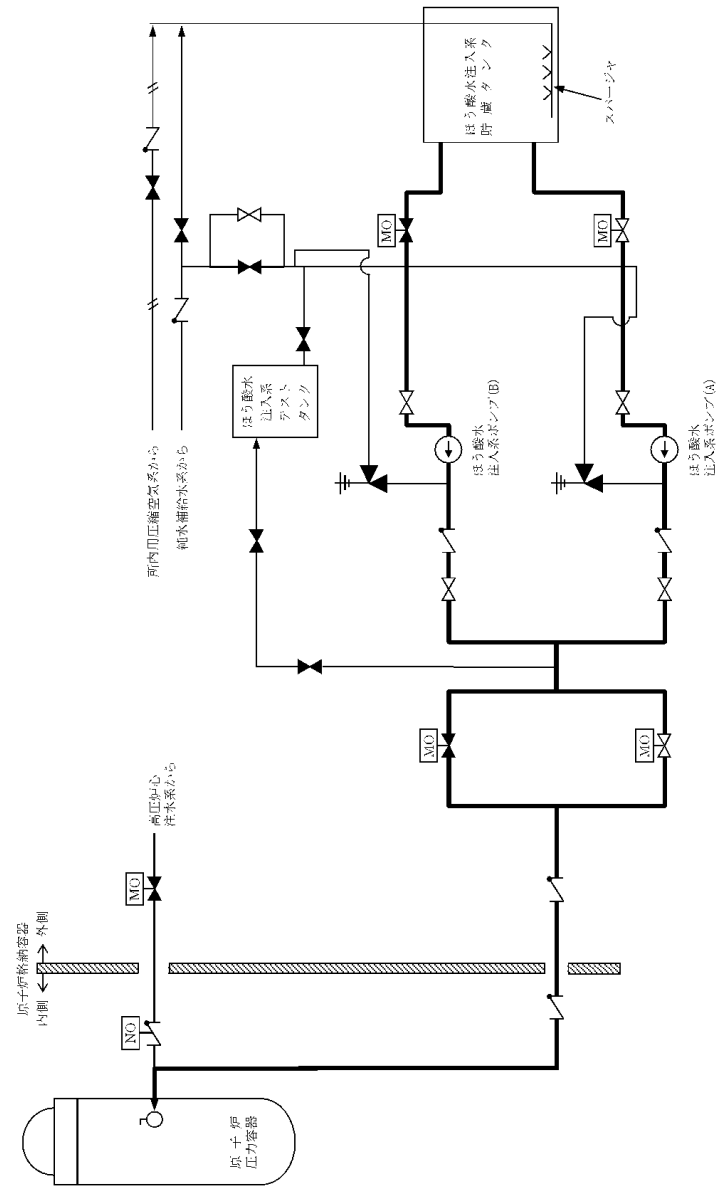 原子炉格納容器
内側
外側
原子炉
圧力容器
NO
MO
高圧炉心
注水系から
MO
MO
所内用圧縮空気系から
純水補給水系から
ほう酸水
注入系
テスト
タンク
ほう酸水
注入系ポンプ(B)
ほう酸水
注入系ポンプ(A)
MO
MO
ほう酸水注入系
貯蔵タンク
スパージャ